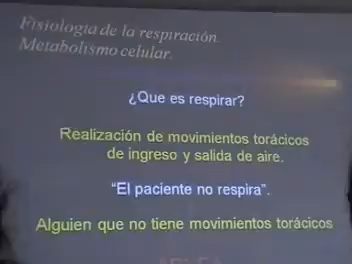 Fisiología de la respiración.
Metabolismo celular.
¿Que es respirar?
Realización de movimientos torácicos
de ingreso y salida de aire.
"El paciente no respira".
Alguien que no tiene movimientos torácicos